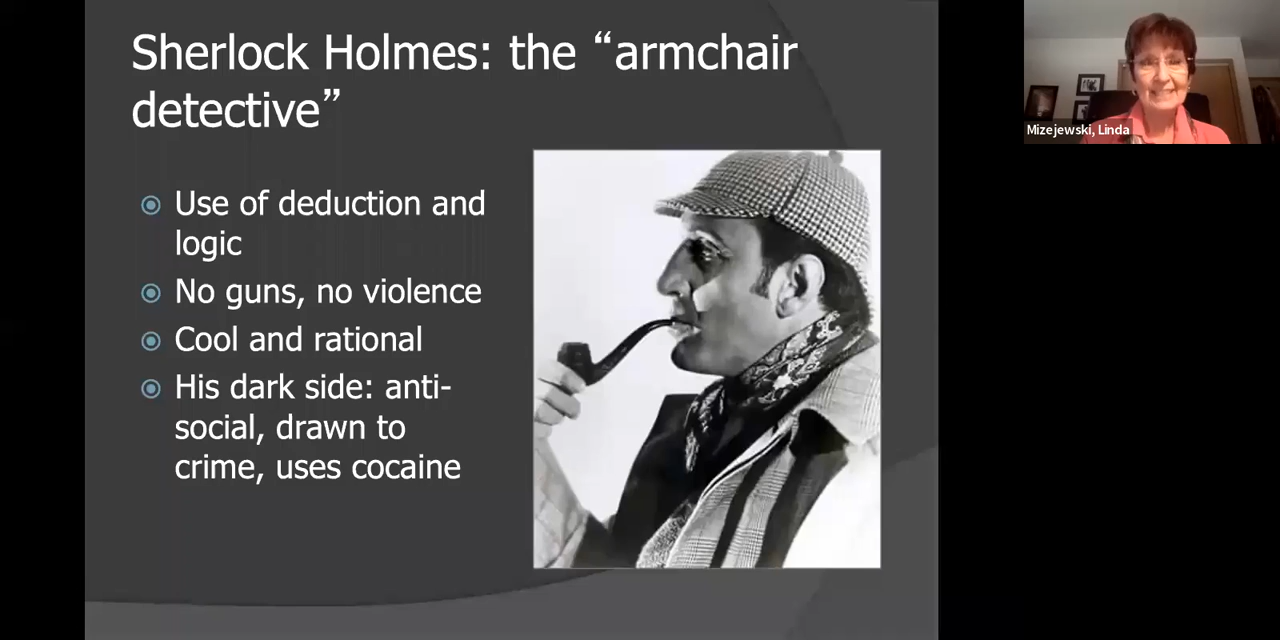 Sherlock Holmes: the “armchair
detective”
Use of deduction and
logic
No guns, no violence
Cool and rational
His dark side: anti-
social, drawn to
crime, uses cocaine
Mizejewski, Linda